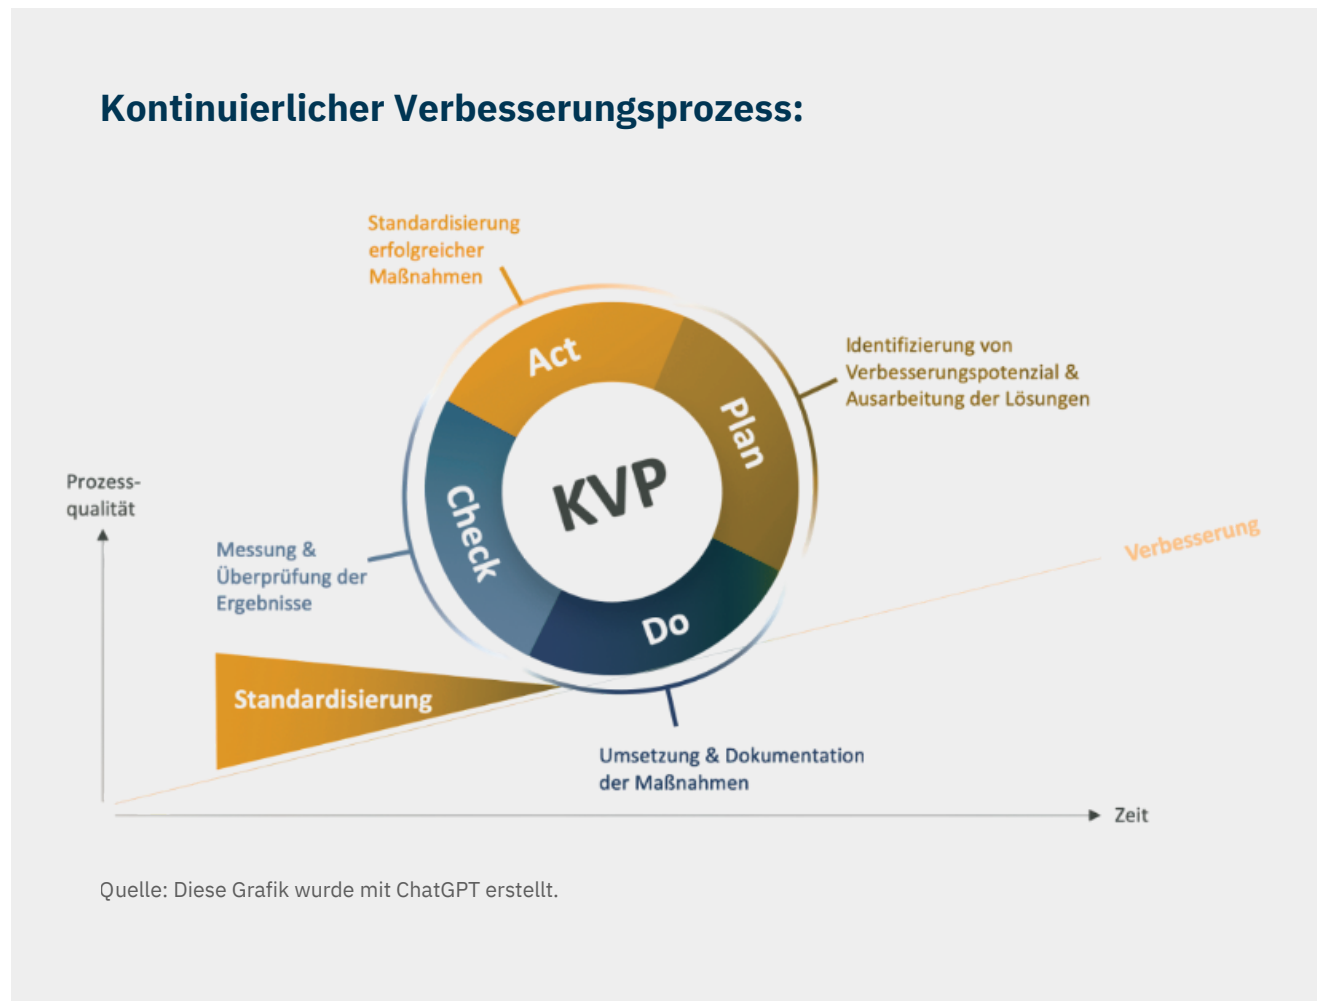 Kontinuierlicher Verbesserungsprozess:
Standardisierung
erfolgreicher
Maßnahmen
Act
Identifizierung von
Verbesserungspotenzial &
Ausarbeitung der Lösungen
Plan
KVP
Prozess-
qualität
Check
Messung &
Überprüfung der
Ergebnisse
Verbesserung
Do
Standardisierung
Umsetzung & Dokumentation
der Maßnahmen
Zeit
Quelle: Diese Grafik wurde mit ChatGPT erstellt.